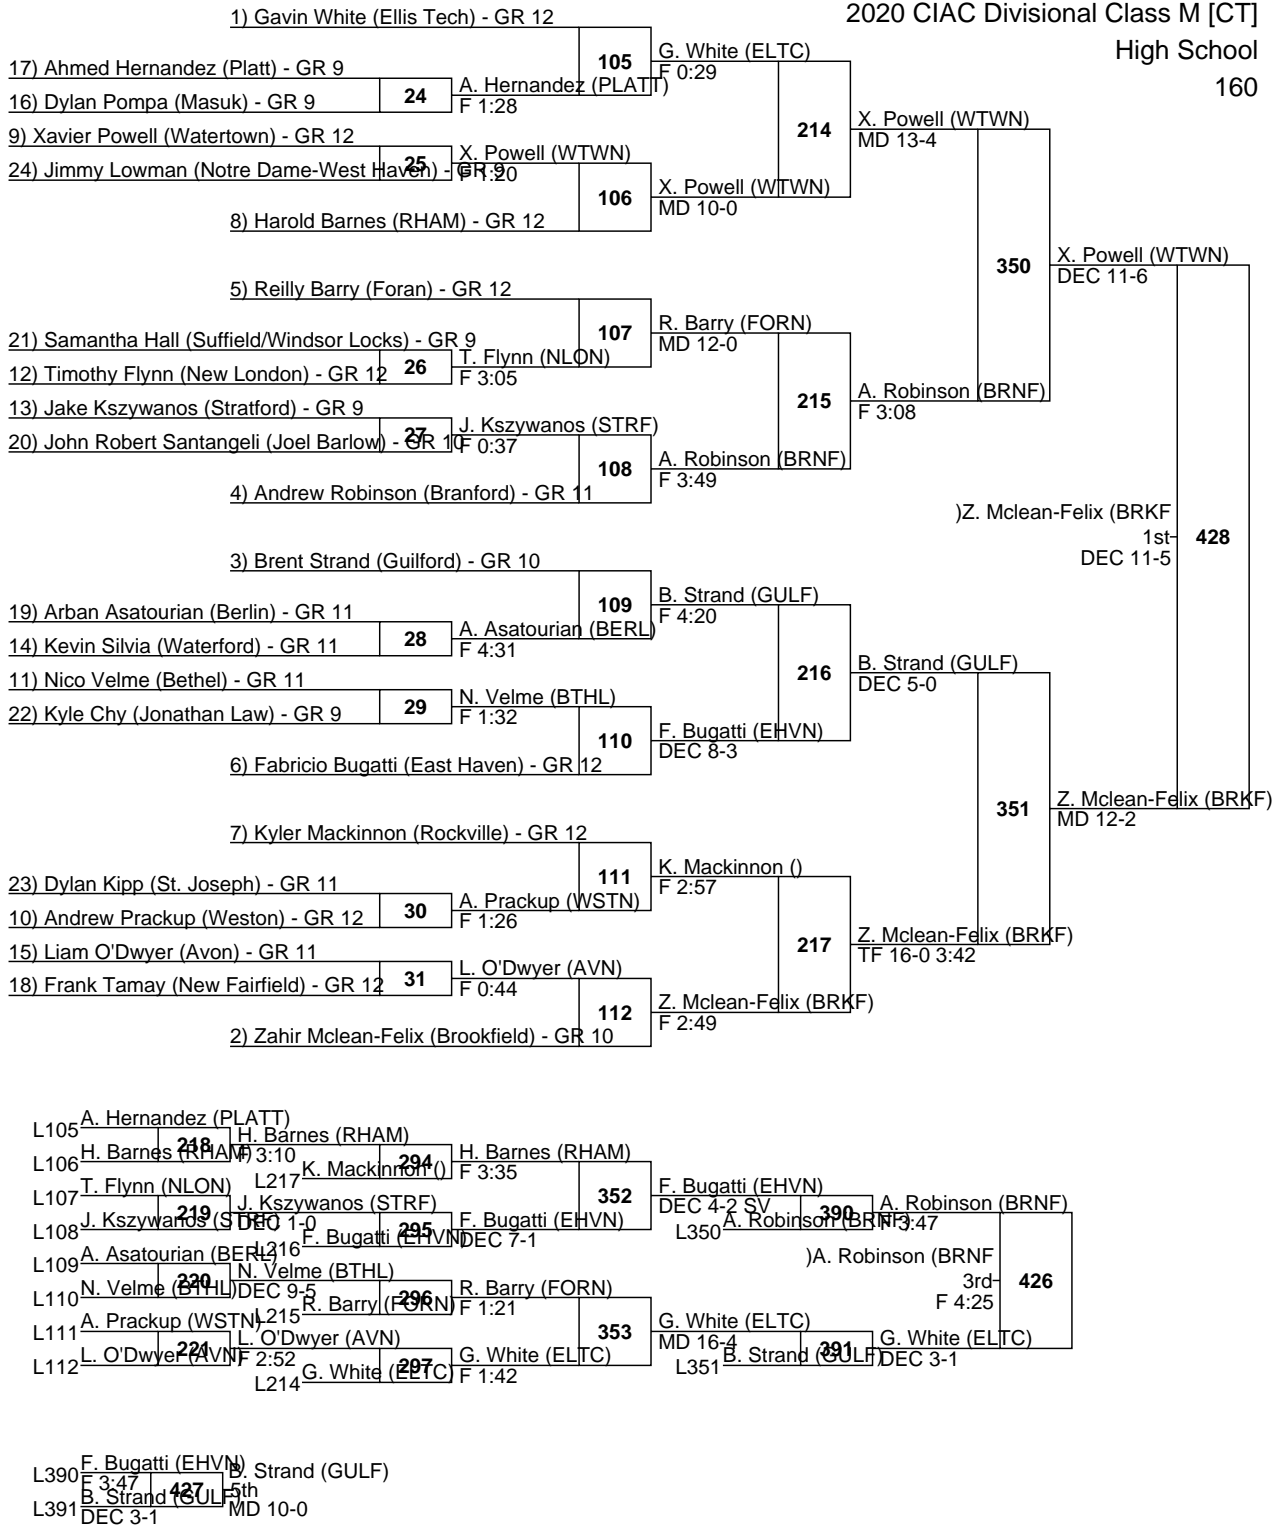 2020 CIAC Divisional Class M [CT]
High School
160
1) Gavin White (Ellis Tech) - GR 12
105
G. White (ELTC)
F 0:29
17) Ahmed Hernandez (Platt) - GR 9
24
A. Hernandez (PLATT)
F 1:28
16) Dylan Pompa (Masuk) - GR 9
214
X. Powell (WTWN)
MD 13-4
9) Xavier Powell (Watertown) - GR 12
25
X. Powell (WTWN)
F 1:20
24) Jimmy Lowman (Notre Dame-West Haven) - GR 9
106
X. Powell (WTWN)
MD 10-0
8) Harold Barnes (RHAM) - GR 12
350
X. Powell (WTWN)
DEC 11-6
5) Reilly Barry (Foran) - GR 12
107
R. Barry (FORN)
MD 12-0
21) Samantha Hall (Suffield/Windsor Locks) - GR 9
26
T. Flynn (NLON)
F 3:05
12) Timothy Flynn (New London) - GR 12
215
A. Robinson (BRNF)
F 3:08
13) Jake Kszywanos (Stratford) - GR 9
27
J. Kszywanos (STRF)
F 0:37
20) John Robert Santangeli (Joel Barlow) - GR 10
108
A. Robinson (BRNF)
F 3:49
4) Andrew Robinson (Branford) - GR 11
)Z. Mclean-Felix (BRKF
1st
428
DEC 11-5
3) Brent Strand (Guilford) - GR 10
109
B. Strand (GULF)
F 4:20
19) Arban Asatourian (Berlin) - GR 11
28
A. Asatourian (BERL)
F 4:31
14) Kevin Silvia (Waterford) - GR 11
216
B. Strand (GULF)
DEC 5-0
11) Nico Velme (Bethel) - GR 11
29
N. Velme (BTHL)
F 1:32
22) Kyle Chy (Jonathan Law) - GR 9
110
F. Bugatti (EHVN)
DEC 8-3
6) Fabricio Bugatti (East Haven) - GR 12
351
Z. Mclean-Felix (BRKF)
MD 12-2
7) Kyler Mackinnon (Rockville) - GR 12
111
K. Mackinnon ()
F 2:57
23) Dylan Kipp (St. Joseph) - GR 11
30
A. Prackup (WSTN)
F 1:26
10) Andrew Prackup (Weston) - GR 12
217
Z. Mclean-Felix (BRKF)
TF 16-0 3:42
15) Liam O'Dwyer (Avon) - GR 11
31
L. O'Dwyer (AVN)
F 0:44
18) Frank Tamay (New Fairfield) - GR 12
112
Z. Mclean-Felix (BRKF)
F 2:49
2) Zahir Mclean-Felix (Brookfield) - GR 10
L105 A. Hernandez (PLATT)
218
H. Barnes (RHAM)
F 3:10
L106 H. Barnes (RHAM)
294
H. Barnes (RHAM)
F 3:35
L217 K. Mackinnon ()
L107 T. Flynn (NLON)
219
J. Kszywanos (STRF)
DEC 1-0
L108 J. Kszywanos (STRF)
295
F. Bugatti (EHVN)
DEC 7-1
L216 F. Bugatti (EHVN)
352
F. Bugatti (EHVN)
DEC 4-2 SV
L350 A. Robinson (BRNF)
390
A. Robinson (BRNF)
F 3:47
L109 A. Asatourian (BERL)
220
N. Velme (BTHL)
DEC 9-5
L110 N. Velme (BTHL)
296
R. Barry (FORN)
F 1:21
L215 R. Barry (FORN)
)A. Robinson (BRNF
3rd
426
F 4:25
L111 A. Prackup (WSTN)
221
L. O'Dwyer (AVN)
F 2:52
L112 L. O'Dwyer (AVN)
297
G. White (ELTC)
F 1:42
L214 G. White (ELTC)
353
G. White (ELTC)
MD 16-4
L351 B. Strand (GULF)
391
G. White (ELTC)
DEC 3-1
L390 F. Bugatti (EHVN)
F 3:47
427
B. Strand (GULF)
5th
MD 10-0
L391 B. Strand (GULF)
DEC 3-1